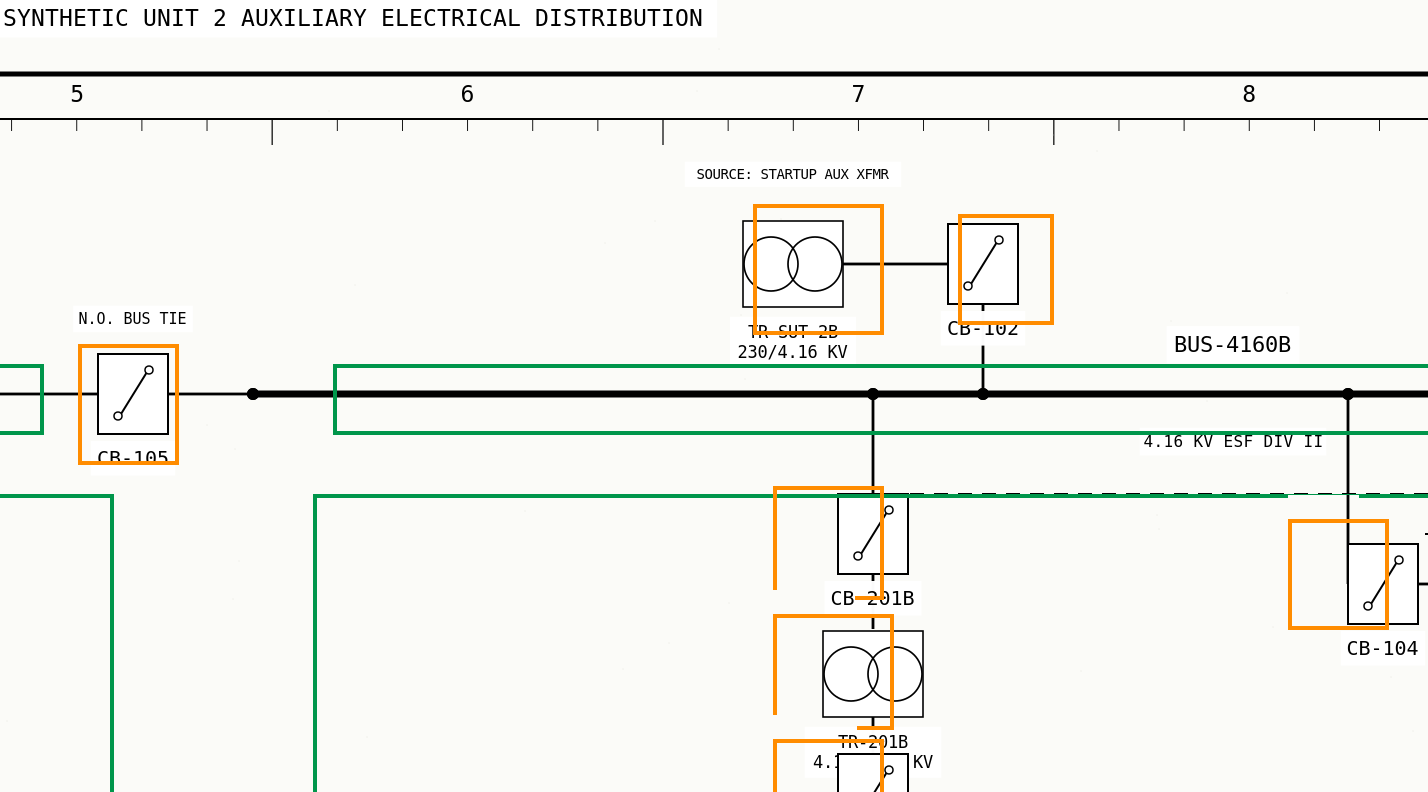 SYNTHETIC UNIT 2 AUXILIARY ELECTRICAL DISTRIBUTION
5 6 7 8
SOURCE: STARTUP AUX XFMR
N.O. BUS TIE
TR-SUT-2B
230/4.16 KV
CB-102
BUS-4160B
CB-105
4.16 KV ESF DIV II
CB-201B
CB-104
TR-201B
KV